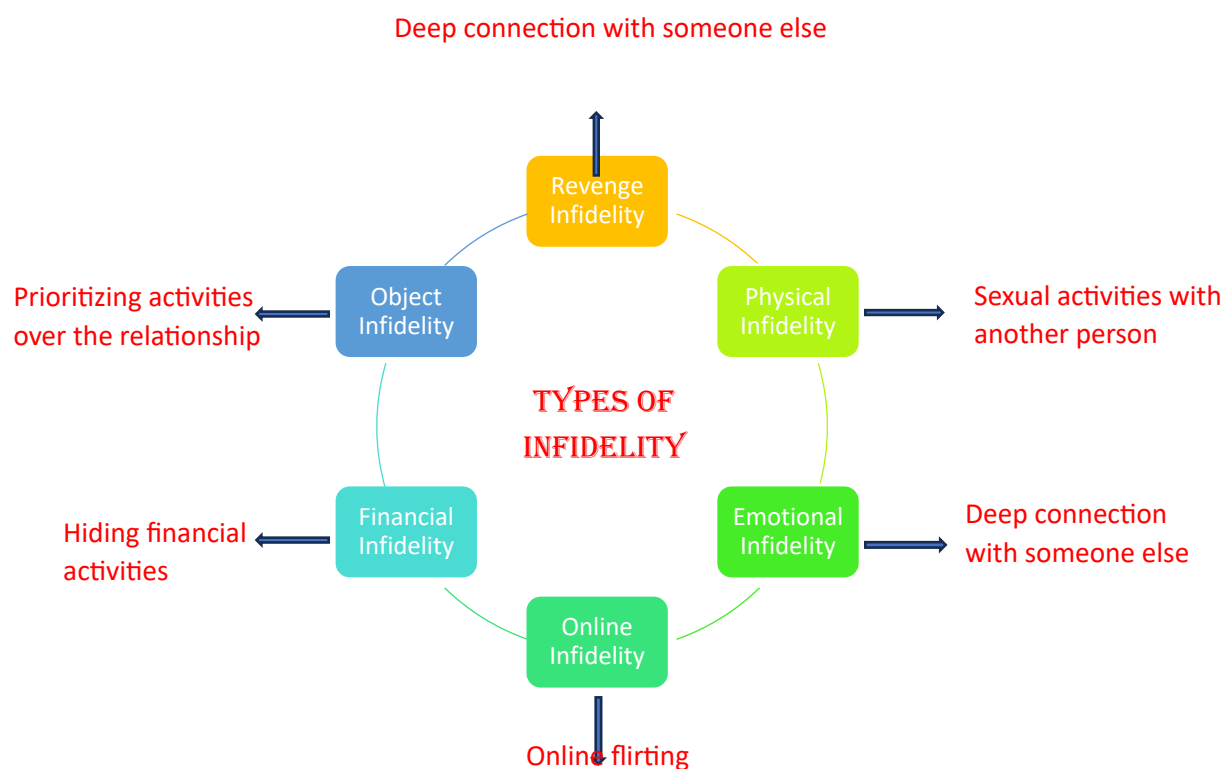 Deep connection with someone else
Revenge
Infidelity
Object
Infidelity
Physical
Infidelity
Prioritizing activities
over the relationship
Sexual activities with
another person
TYPES OF
INFIDELITY
Financial
Infidelity
Emotional
Infidelity
Hiding financial
activities
Deep connection
with someone else
Online
Infidelity
Online flirting